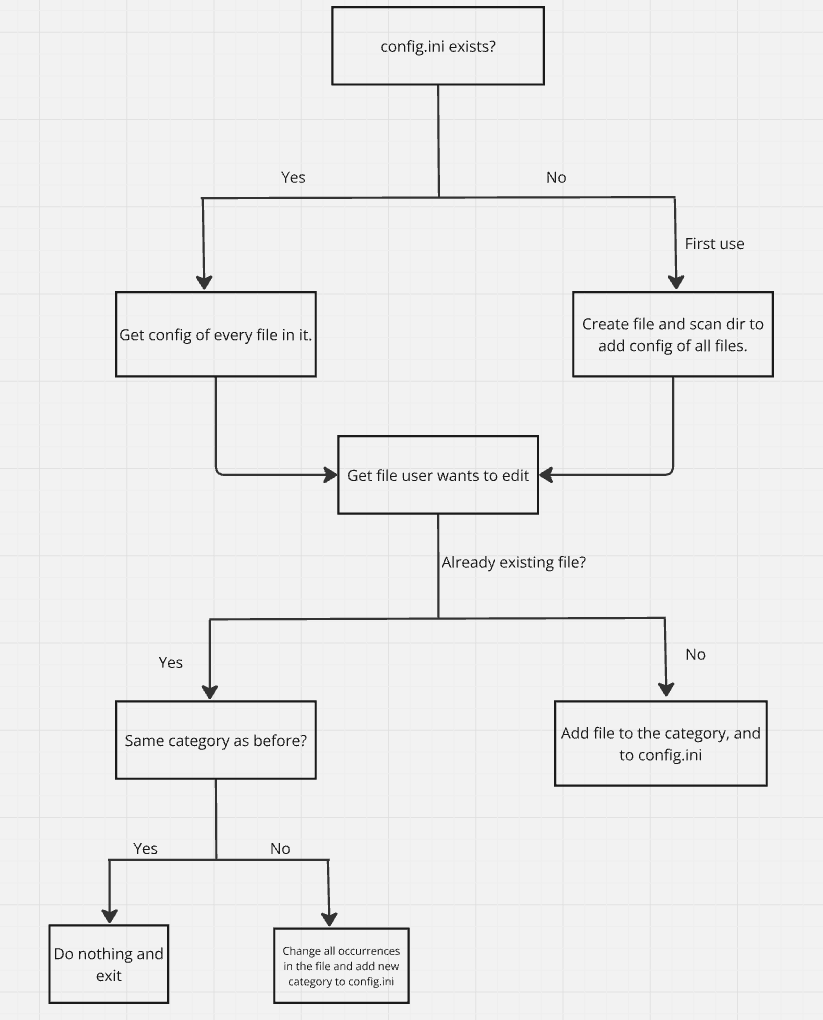 config.ini exists?
Yes
No
First use
Get config of every file in it.
Create file and scan dir to
add config of all files.
Get file user wants to edit
Already existing file?
Yes
No
Same category as before?
Add file to the category, and
to config.ini
Yes
No
Do nothing and
exit
Change all occurrences
in the file and add new
category to config.ini